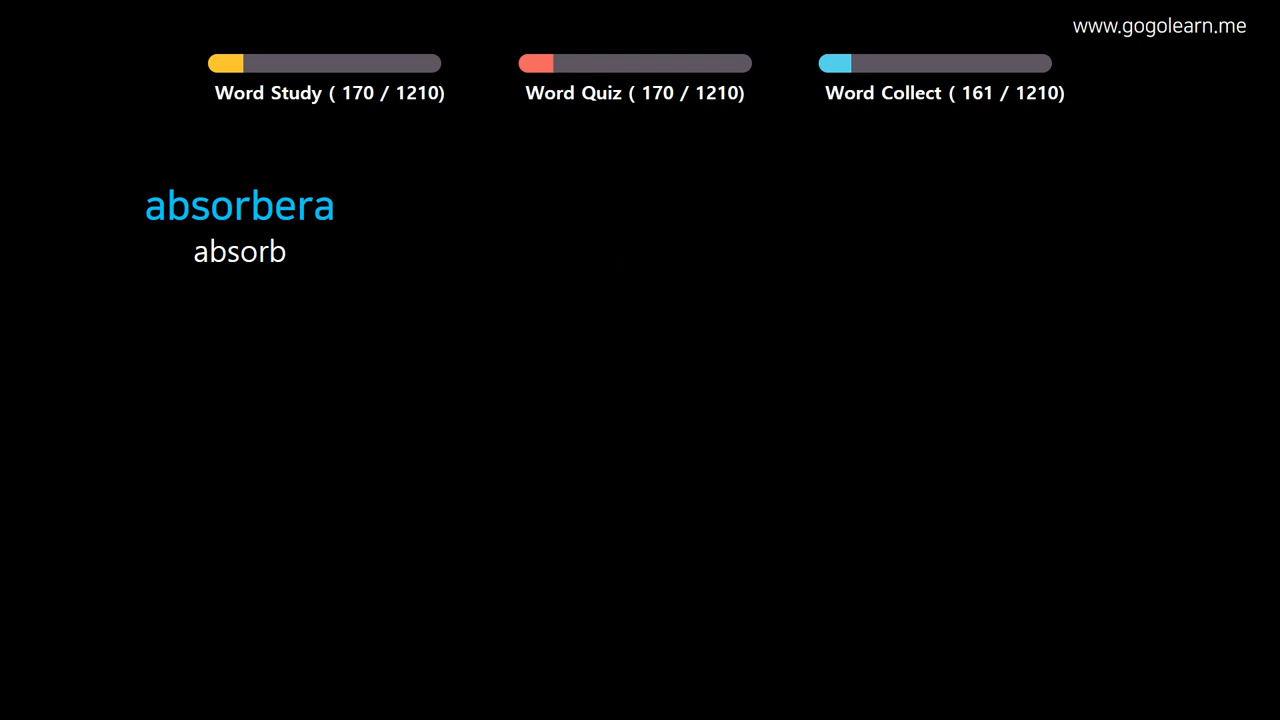 www.gogolearn.me
Word Study ( 170 / 1210)
Word Quiz ( 170 / 1210)
Word Collect ( 161 / 1210)
absorbera
absorb